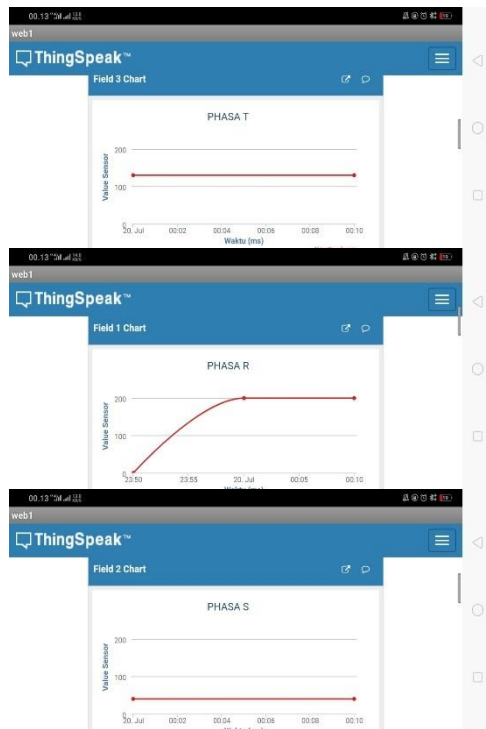 00.13
web1
ThingSpeak™
Field 3 Chart
PHASA T
Value Sensor
200
100
0
20. Jul 00:02 00:04 00:06 00:08 00:10
Waktu (ms)
00.13
web1
ThingSpeak™
Field 1 Chart
PHASA R
Value Sensor
200
100
0
23:50 23:55 20. Jul 00:05 00:10
Waktu (ms)
00.13
web1
ThingSpeak™
Field 2 Chart
PHASA S
Value Sensor
200
100
0
20. Jul 00:02 00:04 00:06 00:08 00:10